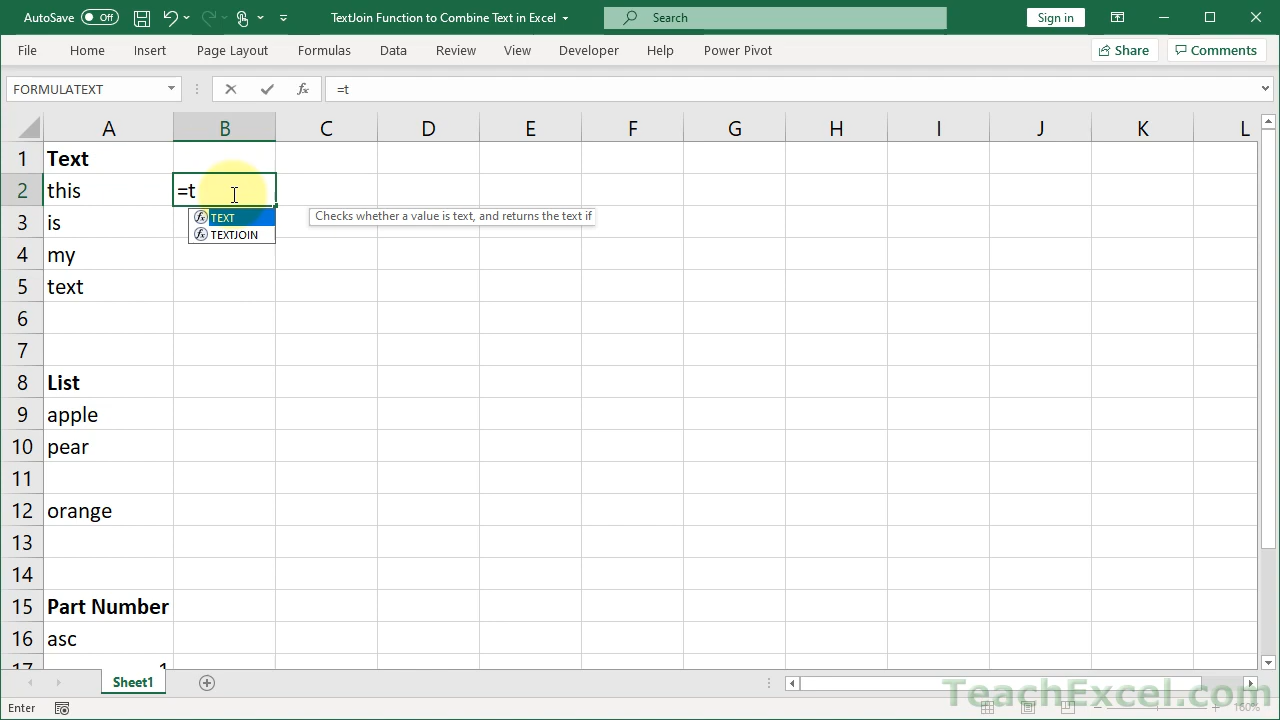 AutoSave Off TextJoin Function to Combine Text in Excel Search Sign in
File Home Insert Page Layout Formulas Data Review View Developer Help Power Pivot Share Comments
FORMULATEXT fx =t
A B C D E F G H I J K L
1 Text
2 this =t
TEXT Checks whether a value is text, and returns the text if
3 is
TEXTJOIN
4 my
5 text
6
7
8 List
9 apple
10 pear
11
12 orange
13
14
15 Part Number
16 asc
17 1
Sheet1
TeachExcel.com
Enter 160%